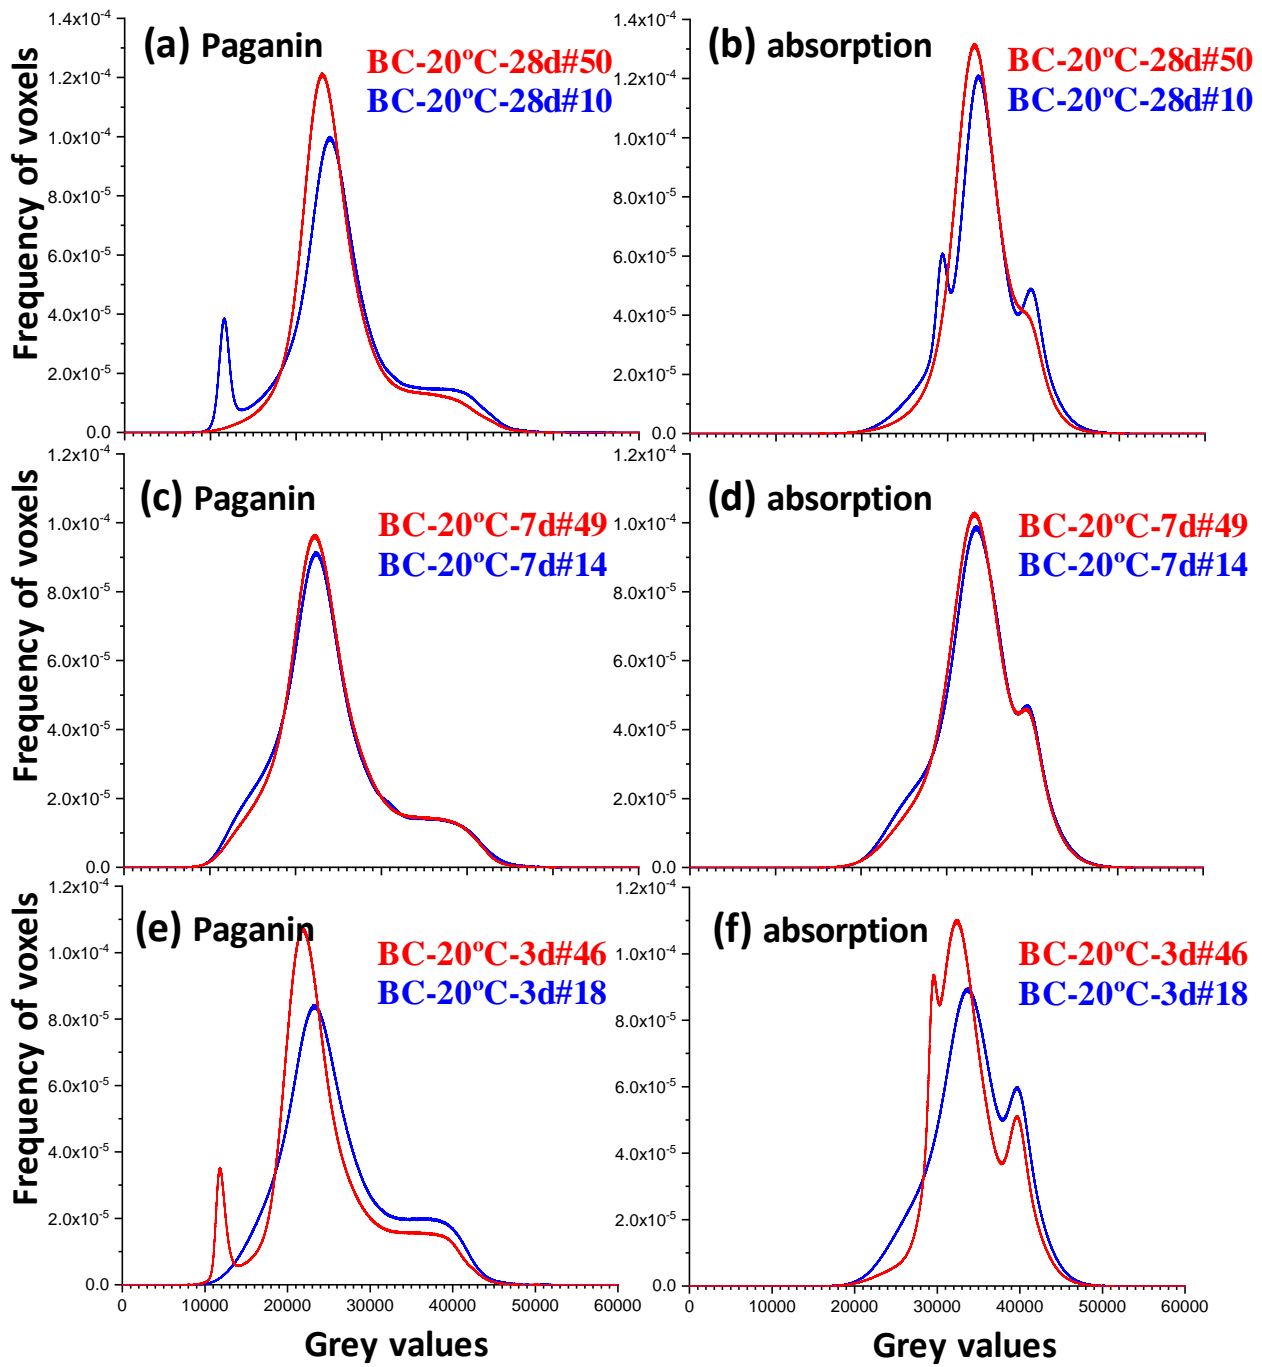 (a) Paganin
BC-20ºC-28d#50
BC-20ºC-28d#10
Frequency of voxels
1.4x10⁻⁴
1.2x10⁻⁴
1.0x10⁻⁴
8.0x10⁻⁵
6.0x10⁻⁵
4.0x10⁻⁵
2.0x10⁻⁵
0.0
(b) absorption
BC-20ºC-28d#50
BC-20ºC-28d#10
1.4x10⁻⁴
1.2x10⁻⁴
1.0x10⁻⁴
8.0x10⁻⁵
6.0x10⁻⁵
4.0x10⁻⁵
2.0x10⁻⁵
0.0
(c) Paganin
BC-20ºC-7d#49
BC-20ºC-7d#14
Frequency of voxels
1.2x10⁻⁴
1.0x10⁻⁴
8.0x10⁻⁵
6.0x10⁻⁵
4.0x10⁻⁵
2.0x10⁻⁵
0.0
(d) absorption
BC-20ºC-7d#49
BC-20ºC-7d#14
1.2x10⁻⁴
1.0x10⁻⁴
8.0x10⁻⁵
6.0x10⁻⁵
4.0x10⁻⁵
2.0x10⁻⁵
0.0
(e) Paganin
BC-20ºC-3d#46
BC-20ºC-3d#18
Frequency of voxels
1.2x10⁻⁴
1.0x10⁻⁴
8.0x10⁻⁵
6.0x10⁻⁵
4.0x10⁻⁵
2.0x10⁻⁵
0.0
0 10000 20000 30000 40000 50000 60000
Grey values
(f) absorption
BC-20ºC-3d#46
BC-20ºC-3d#18
1.2x10⁻⁴
1.0x10⁻⁴
8.0x10⁻⁵
6.0x10⁻⁵
4.0x10⁻⁵
2.0x10⁻⁵
0.0
0 10000 20000 30000 40000 50000 60000
Grey values